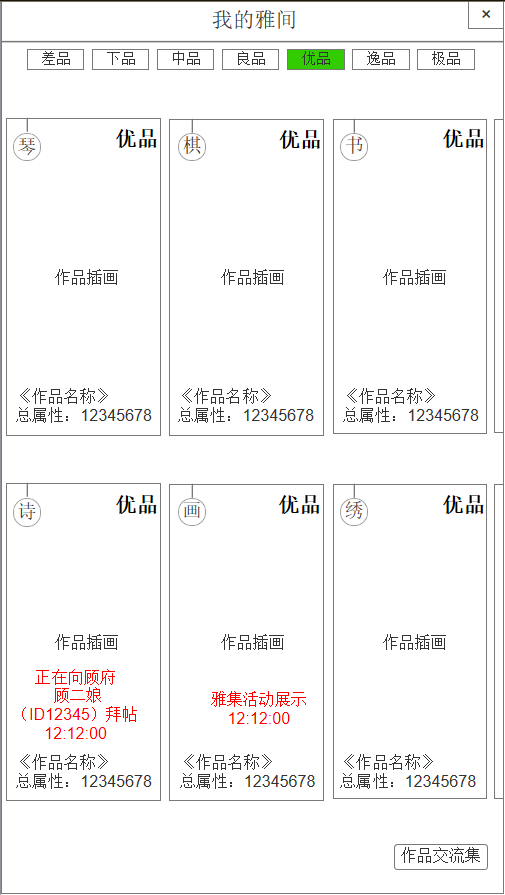 我的雅间
×
差品 下品 中品 良品 优品 逸品 极品
琴
优品
作品插画
《作品名称》
总属性：12345678
棋
优品
作品插画
《作品名称》
总属性：12345678
书
优品
作品插画
《作品名称》
总属性：12345678
诗
优品
作品插画
正在向顾府
顾二娘
（ID12345）拜帖
12:12:00
《作品名称》
总属性：12345678
画
优品
作品插画
雅集活动展示
12:12:00
《作品名称》
总属性：12345678
绣
优品
作品插画
《作品名称》
总属性：12345678
作品交流集